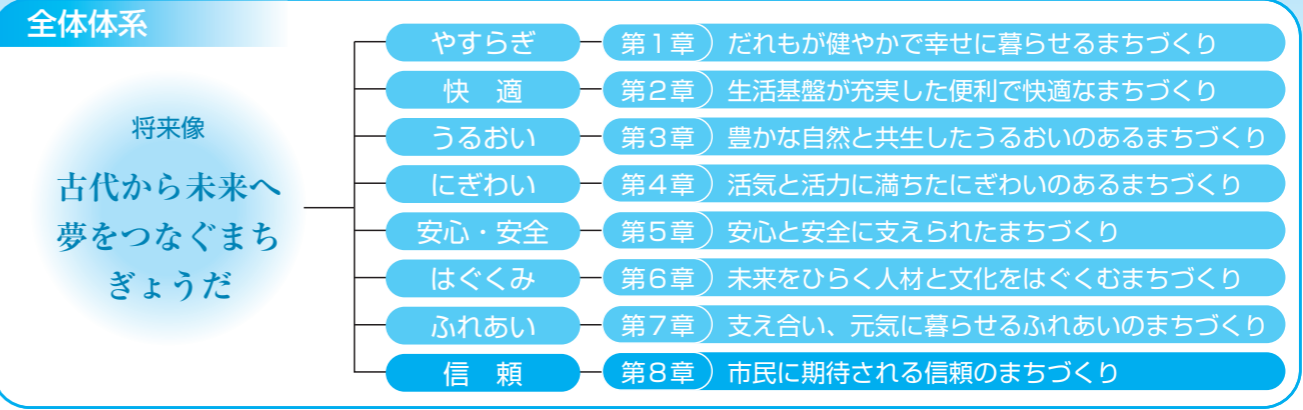 全体体系
将来像
古代から未来へ
夢をつなぐまち
ぎょうだ
やすらぎ 第1章 だれもが健やかで幸せに暮らせるまちづくり
快 適 第2章 生活基盤が充実した便利で快適なまちづくり
うるおい 第3章 豊かな自然と共生したうるおいのあるまちづくり
にぎわい 第4章 活気と活力に満ちたにぎわいのあるまちづくり
安心・安全 第5章 安心と安全に支えられたまちづくり
はぐくみ 第6章 未来をひらく人材と文化をはぐくむまちづくり
ふれあい 第7章 支え合い、元気に暮らせるふれあいのまちづくり
信 頼 第8章 市民に期待される信頼のまちづくり